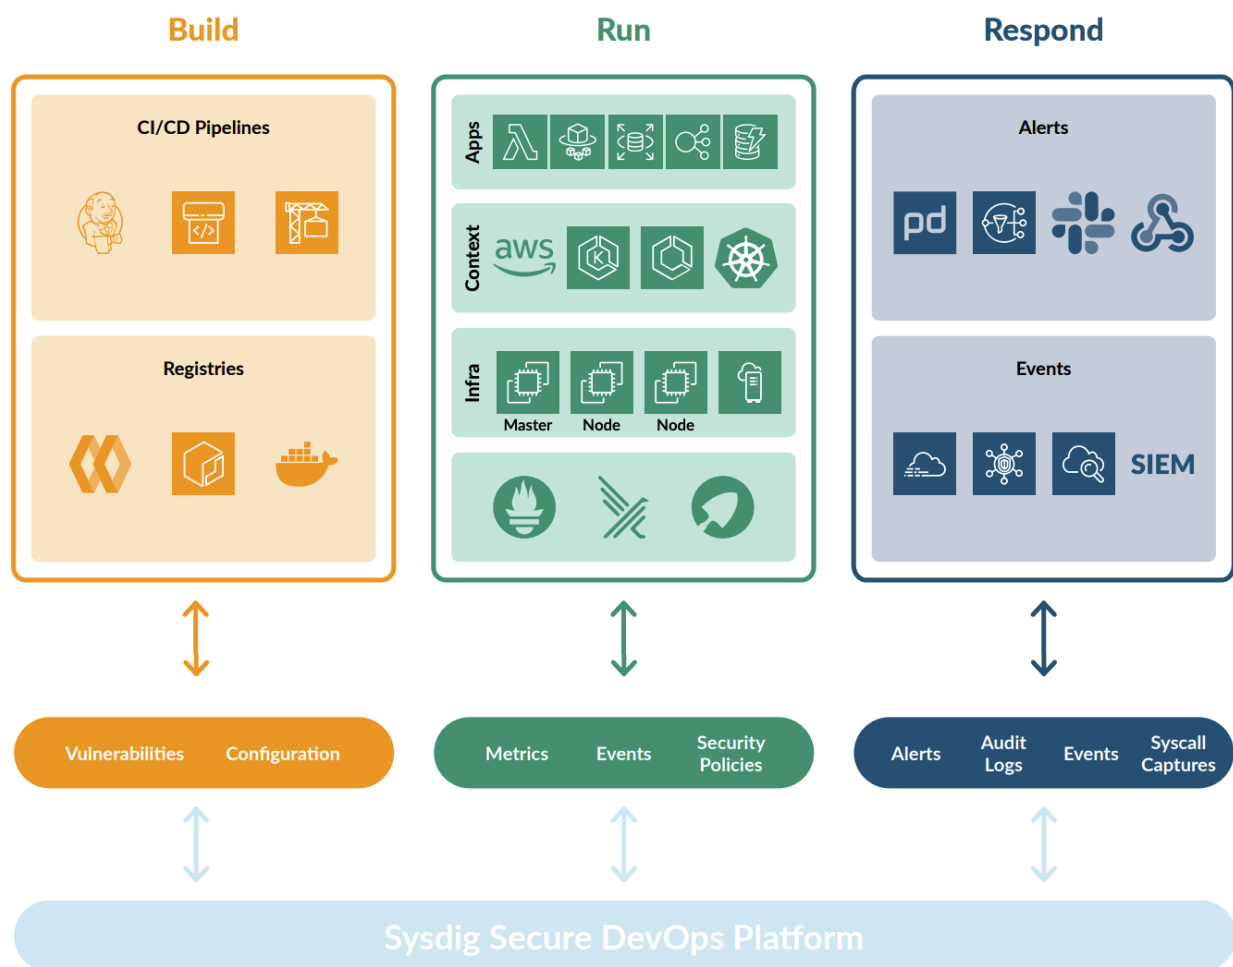 Build
Run
Respond
CI/CD Pipelines
Registries
Apps
Context
aws
K
Infra
Master
Node
Node
Alerts
pd
Events
SIEM
Vulnerabilities
Configuration
Metrics
Events
Security
Policies
Alerts
Audit
Logs
Events
Syscall
Captures
Sysdig Secure DevOps Platform